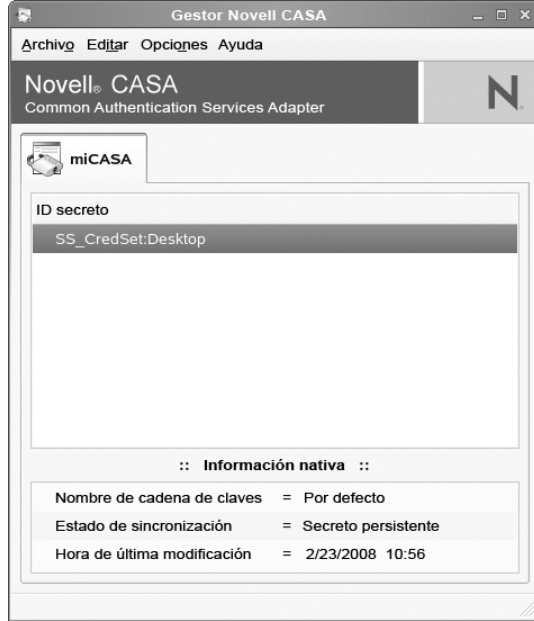 Gestor Novell CASA
Archivo Editar Opciones Ayuda
Novell® CASA
Common Authentication Services Adapter
N.
miCASA
ID secreto
SS_CredSet:Desktop
:: Información nativa ::
Nombre de cadena de claves = Por defecto
Estado de sincronización = Secreto persistente
Hora de última modificación = 2/23/2008 10:56